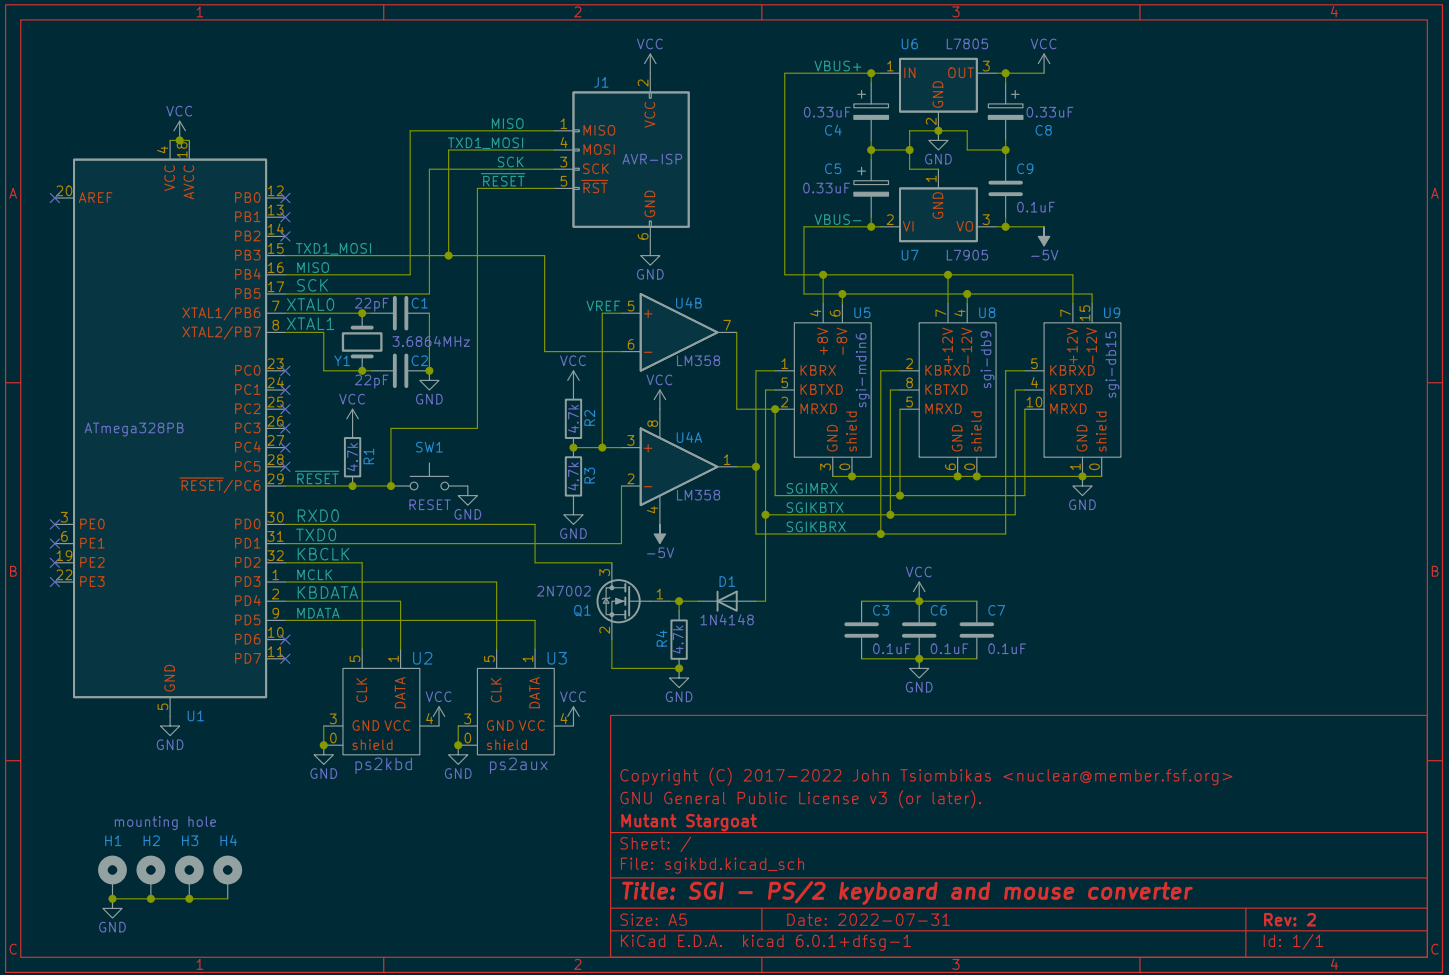 1 2 3 4
A B C
A B C
1 2 3 4
VCC
4 18
VCC
AVCC
20 AREF
PB0 12
PB1 13
PB2 14
PB3 15 TXD1_MOSI
PB4 16 MISO
PB5 17 SCK
XTAL1/PB6 7 XTAL0
XTAL2/PB7 8 XTAL1
PC0 23
PC1 24
PC2 25
PC3 26
PC4 27
PC5 28
RESET/PC6 29 RESET
ATmega328PB
3 PE0
6 PE1
19 PE2
22 PE3
PD0 30 RXD0
PD1 31 TXD0
PD2 32 KBCLK
PD3 1 MCLK
PD4 2 KBDATA
PD5 9 MDATA
PD6 10
PD7 11
GND
5
U1
GND
22pF C1
3.6864MHz
Y1 C2
22pF
GND
VCC
4.7k R1
SW1
RESET
GND
VCC
2
J1
VCC
MISO 1 MISO
TXD1_MOSI 4 MOSI
SCK 3 SCK
RESET 5 RST
AVR-ISP
GND
6
GND
VREF 5 + U4B
7
6 -
LM358
VCC
4.7k R2
4.7k R3
GND
VCC
8
U4A
3 +
1
2 -
LM358
4
-5V
U6 L7805
VCC
VBUS+ 1 IN OUT 3
GND
2
0.33uF
C4
0.33uF
C8
GND
C5
0.33uF
C9
0.1uF
1
GND
VBUS- 2 VI VO 3
U7 L7905
-5V
4 6 U5
+8V -8V
1 KBRX
5 KBTXD
2 MRXD
sgi-mdin6
GND shield
3 0
7 4 U8
+12V -12V
2 KBRXD
8 KBTXD
5 MRXD
sgi-db9
GND shield
6 0
7 15 U9
+12V -12V
5 KBRXD
4 KBTXD
10 MRXD
sgi-db15
GND shield
1 0
GND
SGIMRX
SGIKBTX
SGIKBRX
2N7002
Q1
3
1
2
D1
1N4148
R4 4.7k
GND
VCC
C3 C6 C7
0.1uF 0.1uF 0.1uF
GND
5 1 U2
CLK DATA
VCC
3 GND VCC 4
0 shield
GND
ps2kbd
5 1 U3
CLK DATA
VCC
3 GND VCC 4
0 shield
GND
ps2aux
mounting hole
H1 H2 H3 H4
GND
Copyright (C) 2017-2022 John Tsiombikas <nuclear@member.fsf.org>
GNU General Public License v3 (or later).
Mutant Stargoat
Sheet: /
File: sgikbd.kicad_sch
Title: SGI - PS/2 keyboard and mouse converter
Size: A5 Date: 2022-07-31 Rev: 2
KiCad E.D.A. kicad 6.0.1+dfsg-1 Id: 1/1